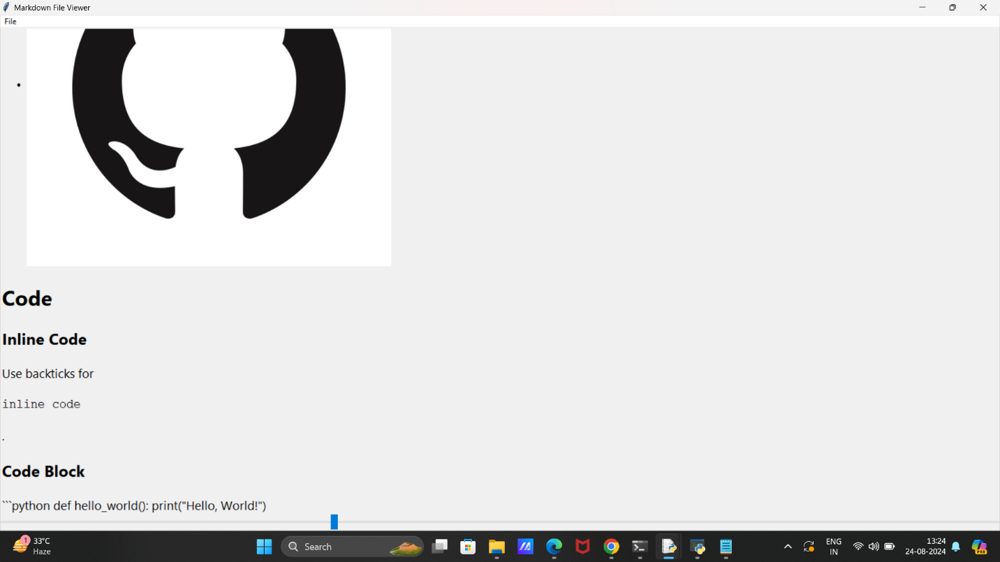 Markdown File Viewer
File
•
Code
Inline Code
Use backticks for
inline code
.
Code Block
```python def hello_world(): print("Hello, World!")
1
33°C
Haze
Search
PRE
ENG
IN
13:24
24-08-2024